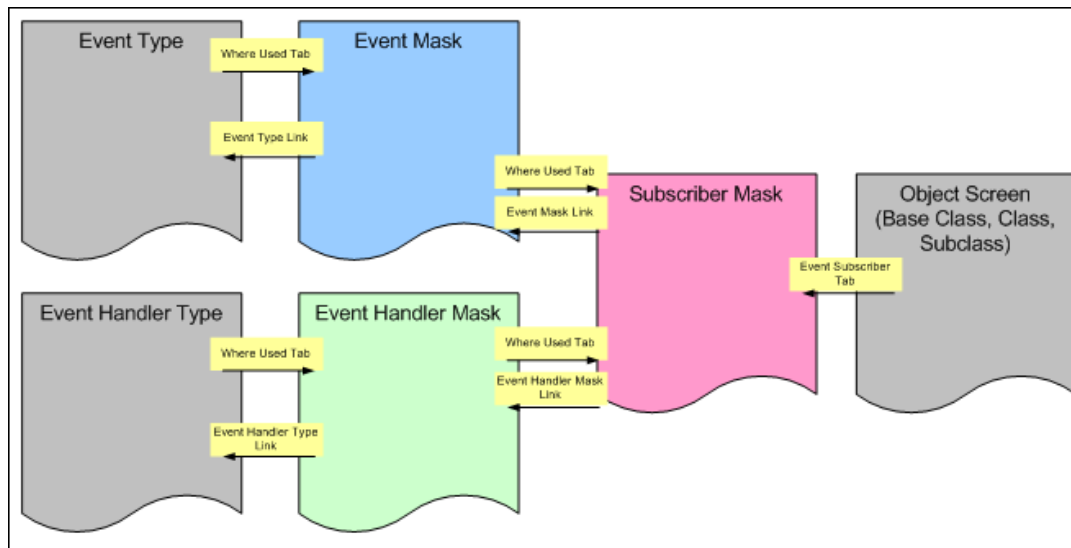 Event Type
Where Used Tab
Event Type Link
Event Mask
Where Used Tab
Event Mask Link
Subscriber Mask
Object Screen
(Base Class, Class,
Subclass)
Event Subscriber
Tab
Event Handler Type
Where Used Tab
Event Handler Type
Link
Event Handler Mask
Where Used Tab
Event Handler Mask
Link